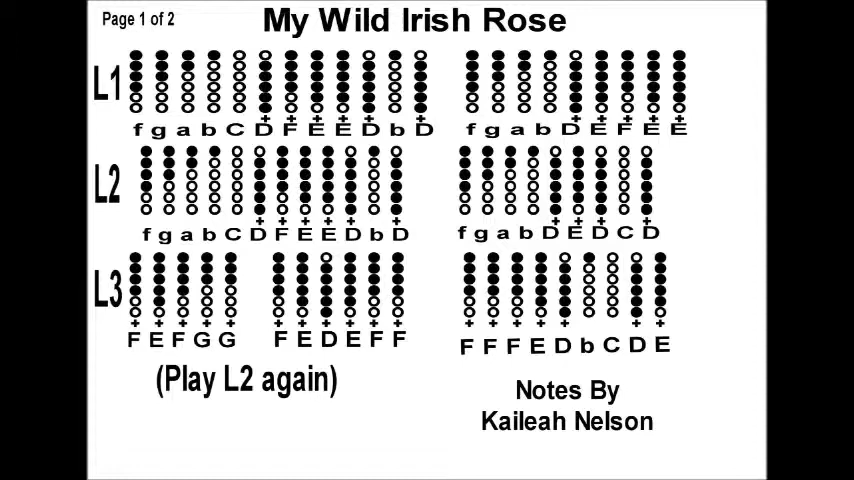 Page 1 of 2
My Wild Irish Rose
L1
f g a b C D F E E D b D
f g a b D E F E E
L2
f g a b C D F E E D b D
f g a b D E D C D
L3
F E F G G
F E D E F F
F F F E D b C D E
(Play L2 again)
Notes By
Kaileah Nelson